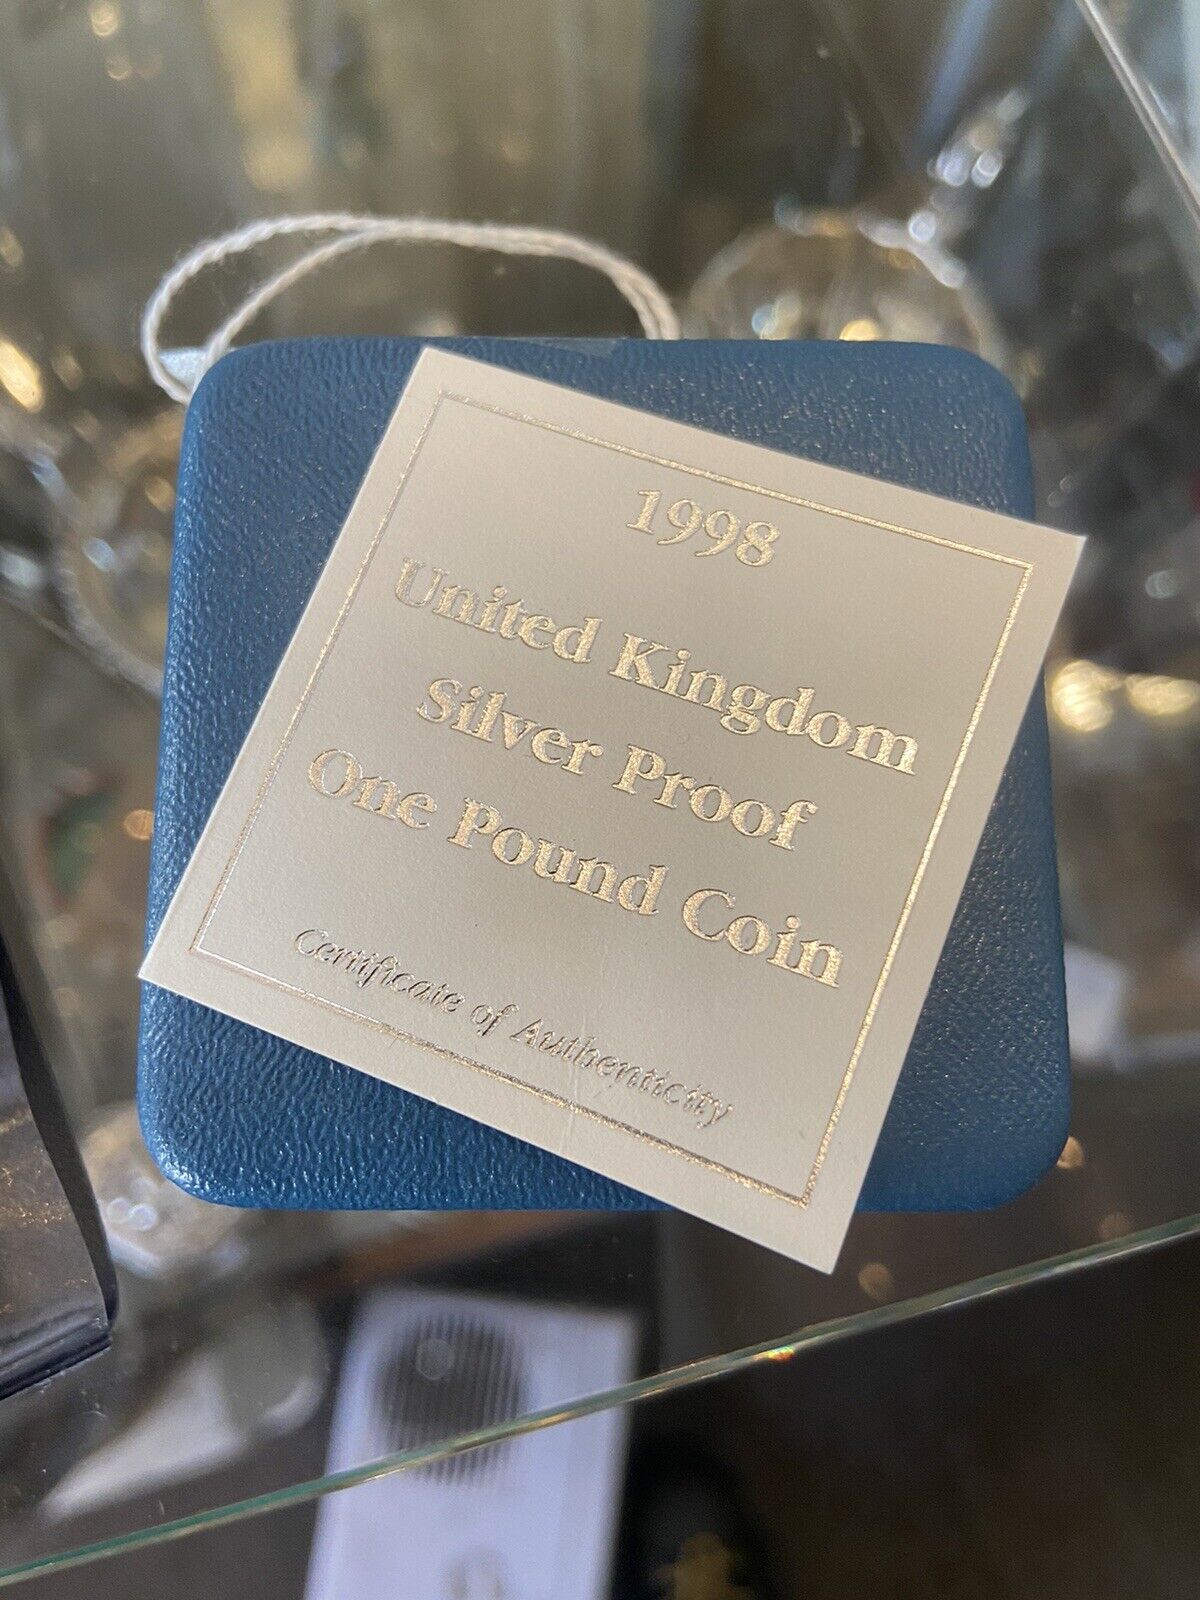 1998
United Kingdom
Silver Proof
One Pound Coin
Certificate of Authenticity